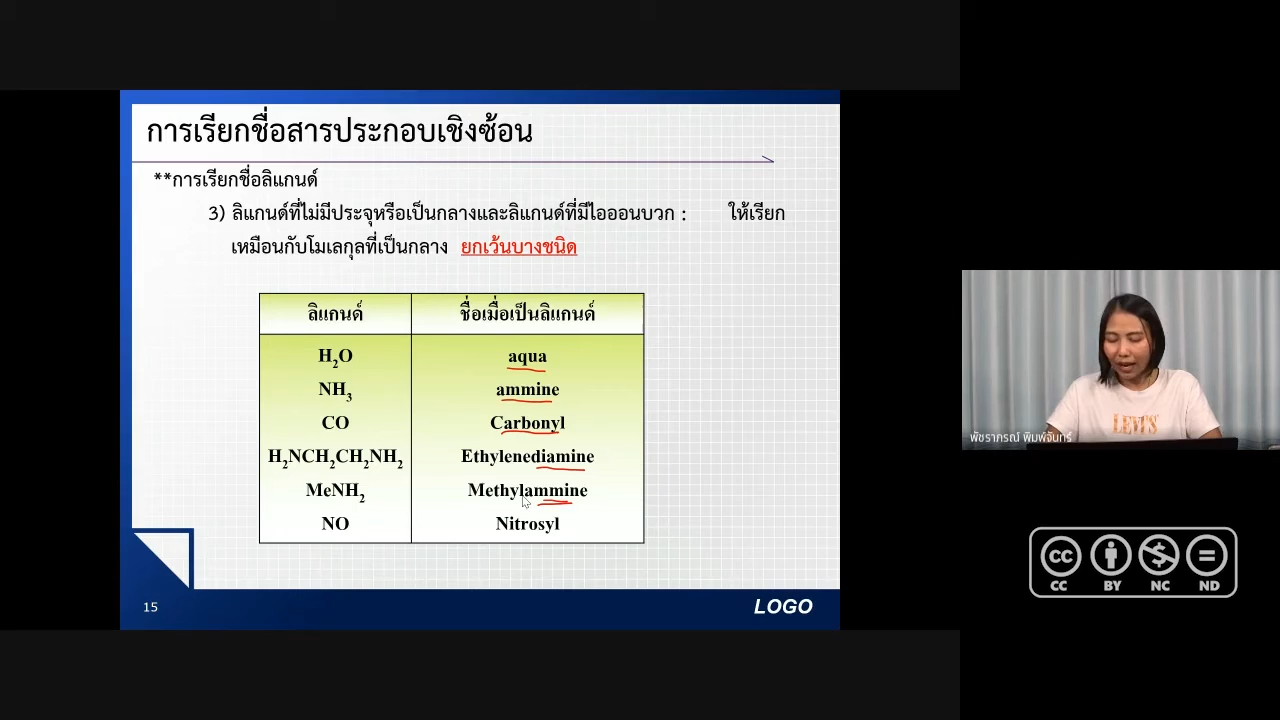 การเรียกชื่อสารประกอบเชิงซ้อน
**การเรียกชื่อลิแกนด์
3) ลิแกนด์ที่ไม่มีประจุหรือเป็นกลางและลิแกนด์ที่มีไอออนบวก : ให้เรียก
เหมือนกับโมเลกุลที่เป็นกลาง ยกเว้นบางชนิด
ลิแกนด์ ชื่อเมื่อเป็นลิแกนด์
H₂O aqua
NH₃ ammine
CO Carbonyl
H₂NCH₂CH₂NH₂ Ethylenediamine
MeNH₂ Methylammine
NO Nitrosyl
15
LOGO
LEVI'S
พัชราภรณ์ พิมพ์จันทร์
CC BY NC ND